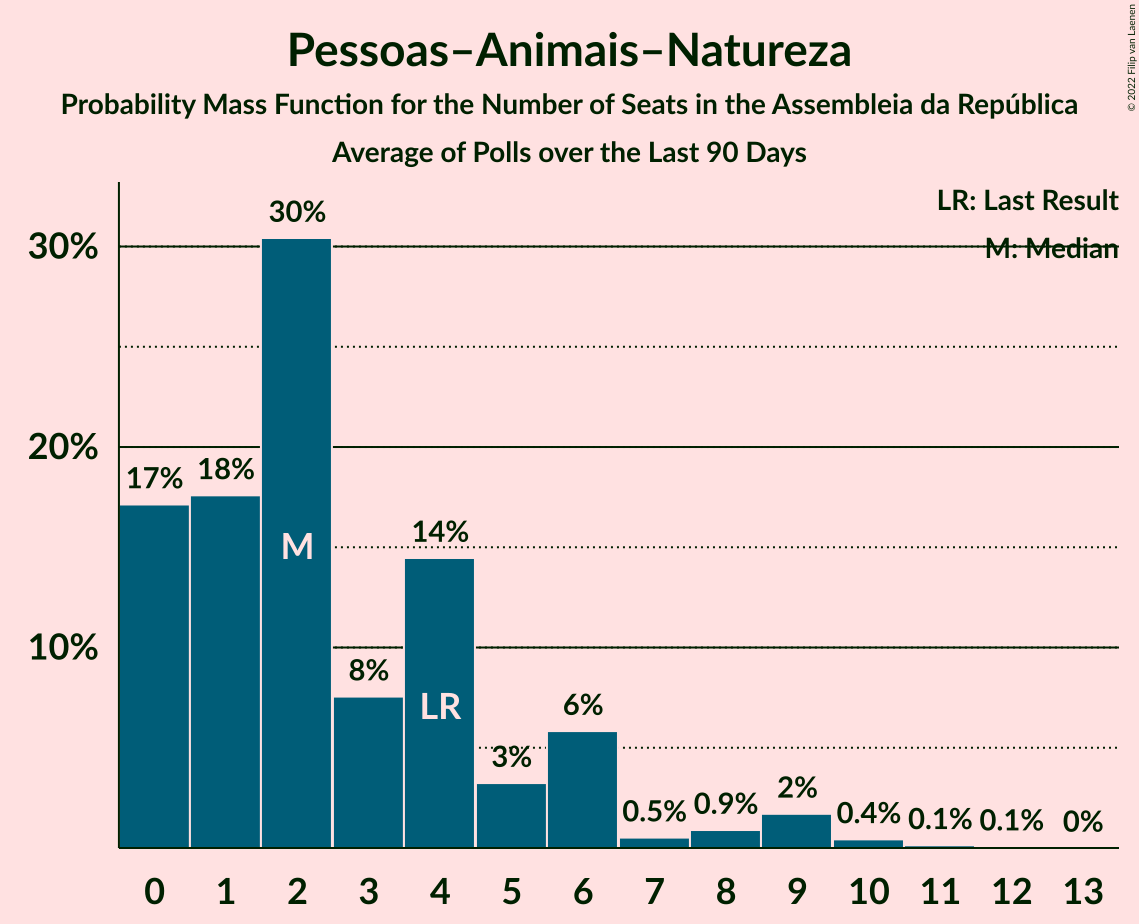 Pessoas–Animais–Natureza
Probability Mass Function for the Number of Seats in the Assembleia da República
Average of Polls over the Last 90 Days
© 2022 Filip van Laenen
LR: Last Result
M: Median
30%
20%
10%
17%
18%
30%
8%
14%
3%
6%
0.5%
0.9%
2%
0.4%
0.1%
0.1%
0%
M
LR
0 1 2 3 4 5 6 7 8 9 10 11 12 13